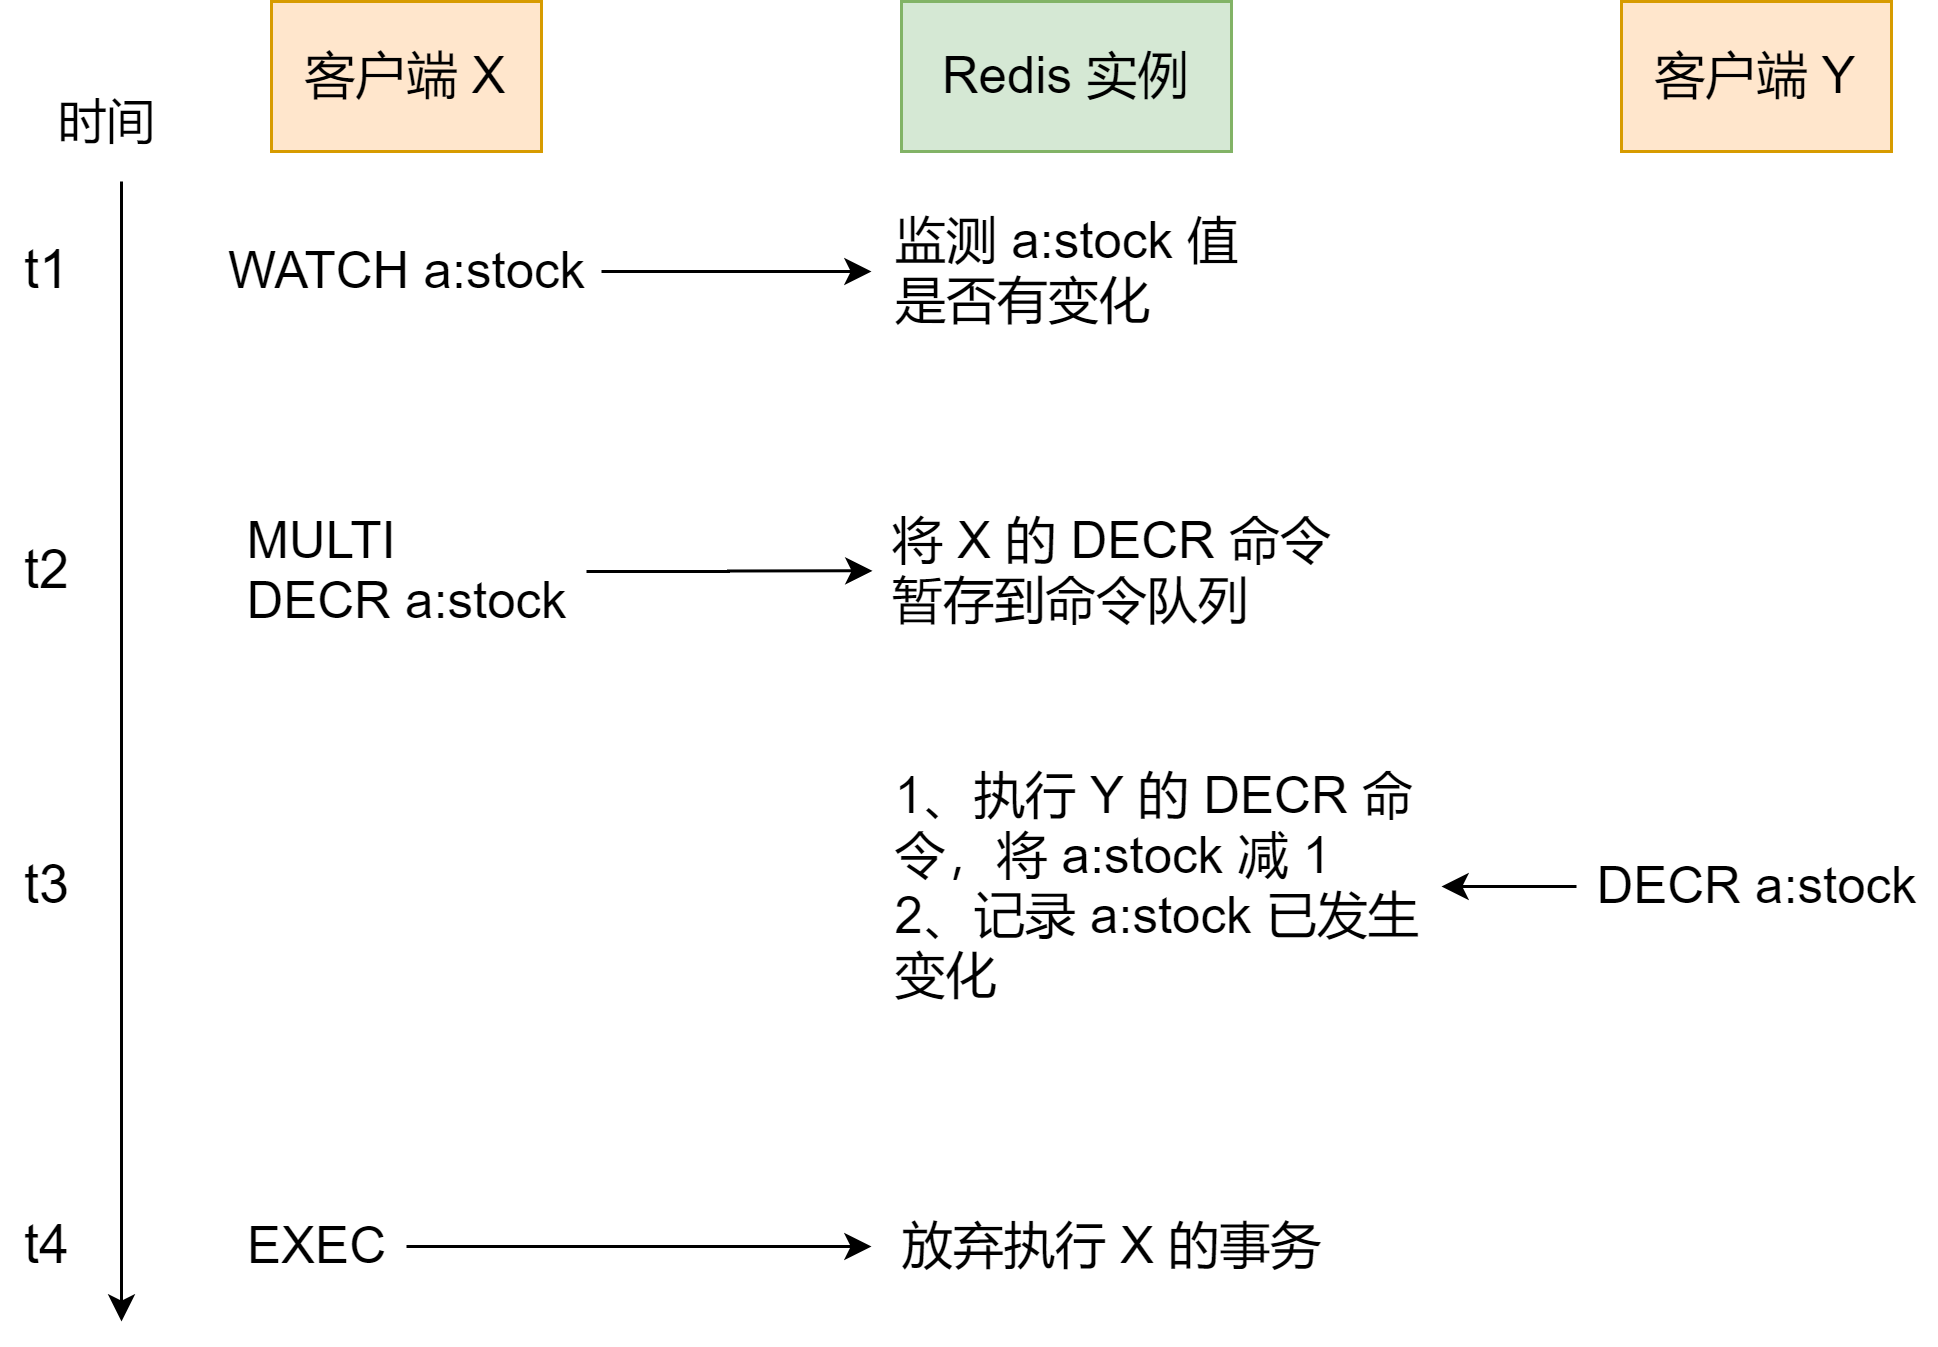 客户端 X
Redis 实例
客户端 Y
时间
t1
WATCH a:stock
监测 a:stock 值
是否有变化
t2
MULTI
DECR a:stock
将 X 的 DECR 命令
暂存到命令队列
t3
1、执行 Y 的 DECR 命
令，将 a:stock 减 1
2、记录 a:stock 已发生
变化
DECR a:stock
t4
EXEC
放弃执行 X 的事务